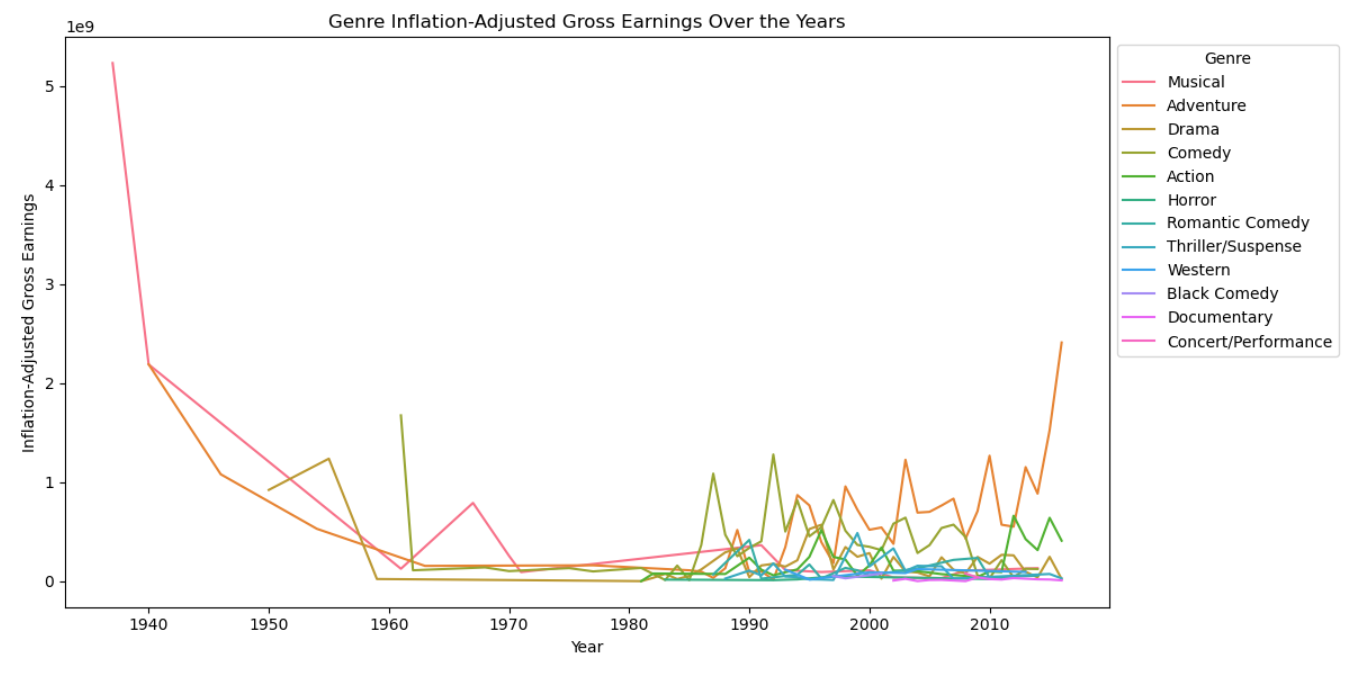 Genre Inflation-Adjusted Gross Earnings Over the Years
1e9
5
4
3
2
1
0
Inflation-Adjusted Gross Earnings
1940 1950 1960 1970 1980 1990 2000 2010
Year
Genre
Musical
Adventure
Drama
Comedy
Action
Horror
Romantic Comedy
Thriller/Suspense
Western
Black Comedy
Documentary
Concert/Performance